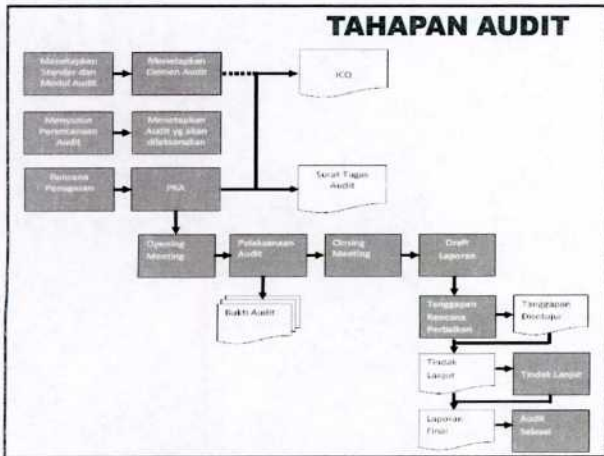 TAHAPAN AUDIT
Menetapkan
Standar dan
Modul Audit
Menetapkan
Elemen Audit
ICQ
Menyusun
Perencanaan
Audit
Menetapkan
Audit yg akan
dilaksanakan
Rencana
Penugasan
PKA
Surat Tugas
Audit
Opening
Meeting
Pelaksanaan
Audit
Closing
Meeting
Draft
Laporan
Bukti Audit
Tanggapan
Rencana
Perbaikan
Tanggapan
Disetujui
Tindak
Lanjut
Tindak Lanjut
Laporan
Final
Audit
Selesai